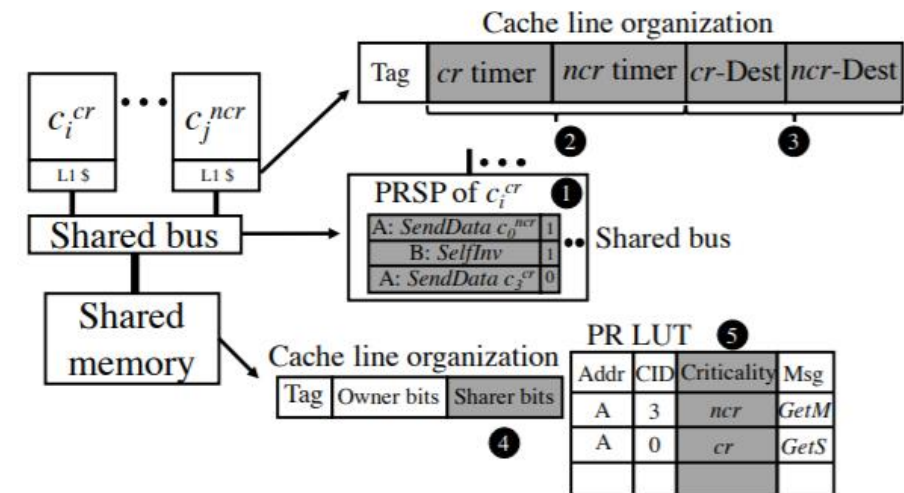 Cache line organization
Tag cr timer ncr timer cr-Dest ncr-Dest
2 3
c_i^cr ... c_j^ncr
L1 $ L1 $
Shared bus
Shared
memory
PRSP of c_i^cr 1
A: SendData c_0^ncr 1
B: SelfInv 1
A: SendData c_3^cr 0
Shared bus
Cache line organization
Tag Owner bits Sharer bits
4
PR LUT 5
Addr CID Criticality Msg
A 3 ncr GetM
A 0 cr GetS